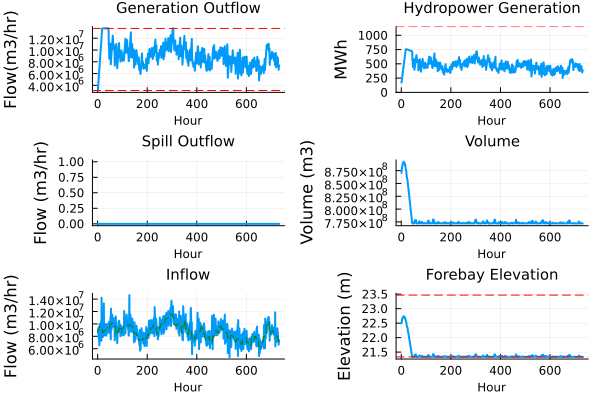 Generation Outflow
Flow(m3/hr)
1.20×10⁷
1.00×10⁷
8.00×10⁶
6.00×10⁶
4.00×10⁶
0 200 400 600
Hour
Hydropower Generation
MWh
1000
750
500
250
0
0 200 400 600
Hour
Spill Outflow
Flow (m3/hr)
1.00
0.75
0.50
0.25
0.00
0 200 400 600
Hour
Volume
Volume (m3)
8.750×10⁸
8.500×10⁸
8.250×10⁸
8.000×10⁸
7.750×10⁸
0 200 400 600
Hour
Inflow
Flow (m3/hr)
1.40×10⁷
1.20×10⁷
1.00×10⁷
8.00×10⁶
6.00×10⁶
0 200 400 600
Hour
Forebay Elevation
Elevation (m)
23.5
23.0
22.5
22.0
21.5
0 200 400 600
Hour